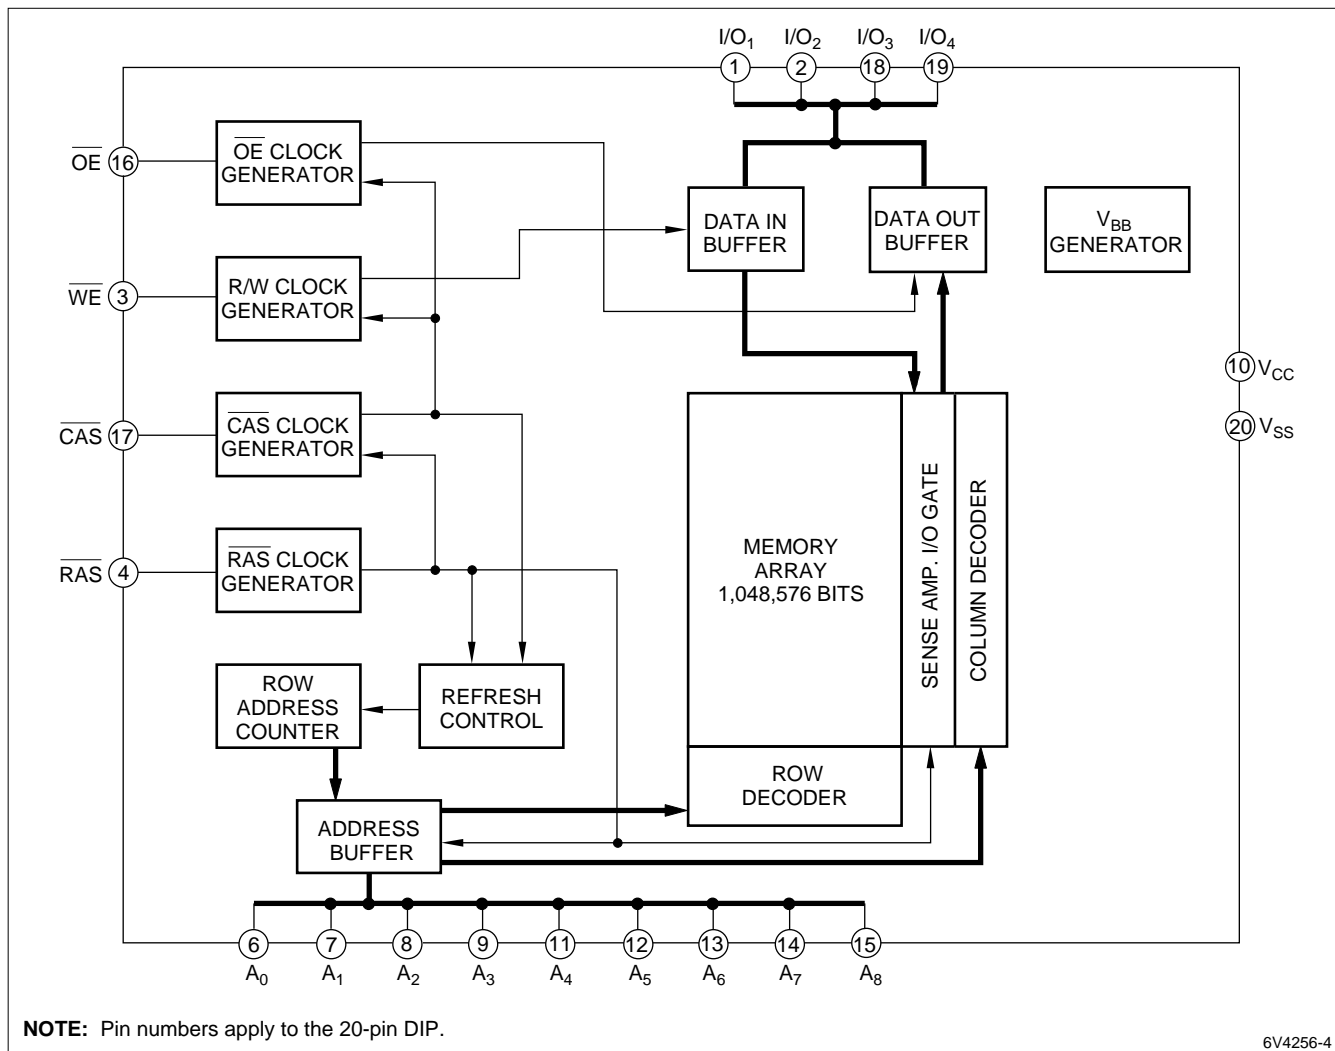 I/O1 I/O2 I/O3 I/O4
1 2 18 19
OE 16
OE CLOCK
GENERATOR
DATA IN
BUFFER
DATA OUT
BUFFER
VBB
GENERATOR
WE 3
R/W CLOCK
GENERATOR
10 VCC
20 VSS
CAS 17
CAS CLOCK
GENERATOR
RAS 4
RAS CLOCK
GENERATOR
MEMORY
ARRAY
1,048,576 BITS
SENSE AMP. I/O GATE
COLUMN DECODER
ROW
ADDRESS
COUNTER
REFRESH
CONTROL
ROW
DECODER
ADDRESS
BUFFER
6 7 8 9 11 12 13 14 15
A0 A1 A2 A3 A4 A5 A6 A7 A8
NOTE: Pin numbers apply to the 20-pin DIP.
6V4256-4